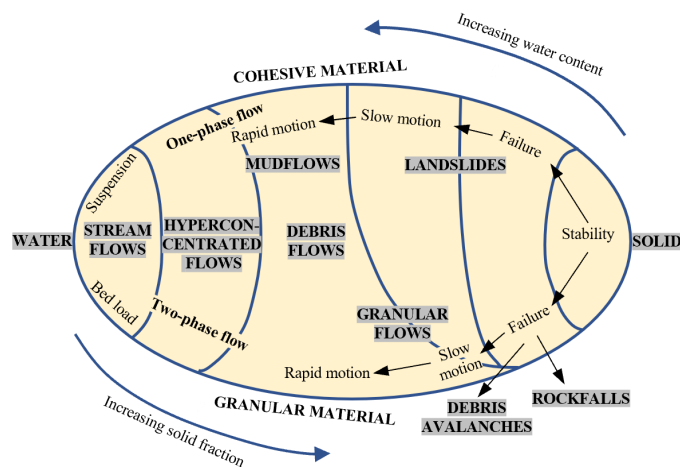 Increasing water content
COHESIVE MATERIAL
One-phase flow
Rapid motion
Slow motion
Failure
MUDFLOWS
LANDSLIDES
Suspension
WATER
STREAM
FLOWS
HYPERCON-
CENTRATED
FLOWS
DEBRIS
FLOWS
Stability
SOLID
Bed load
Two-phase flow
GRANULAR
FLOWS
Failure
Slow
motion
Rapid motion
GRANULAR MATERIAL
DEBRIS
AVALANCHES
ROCKFALLS
Increasing solid fraction